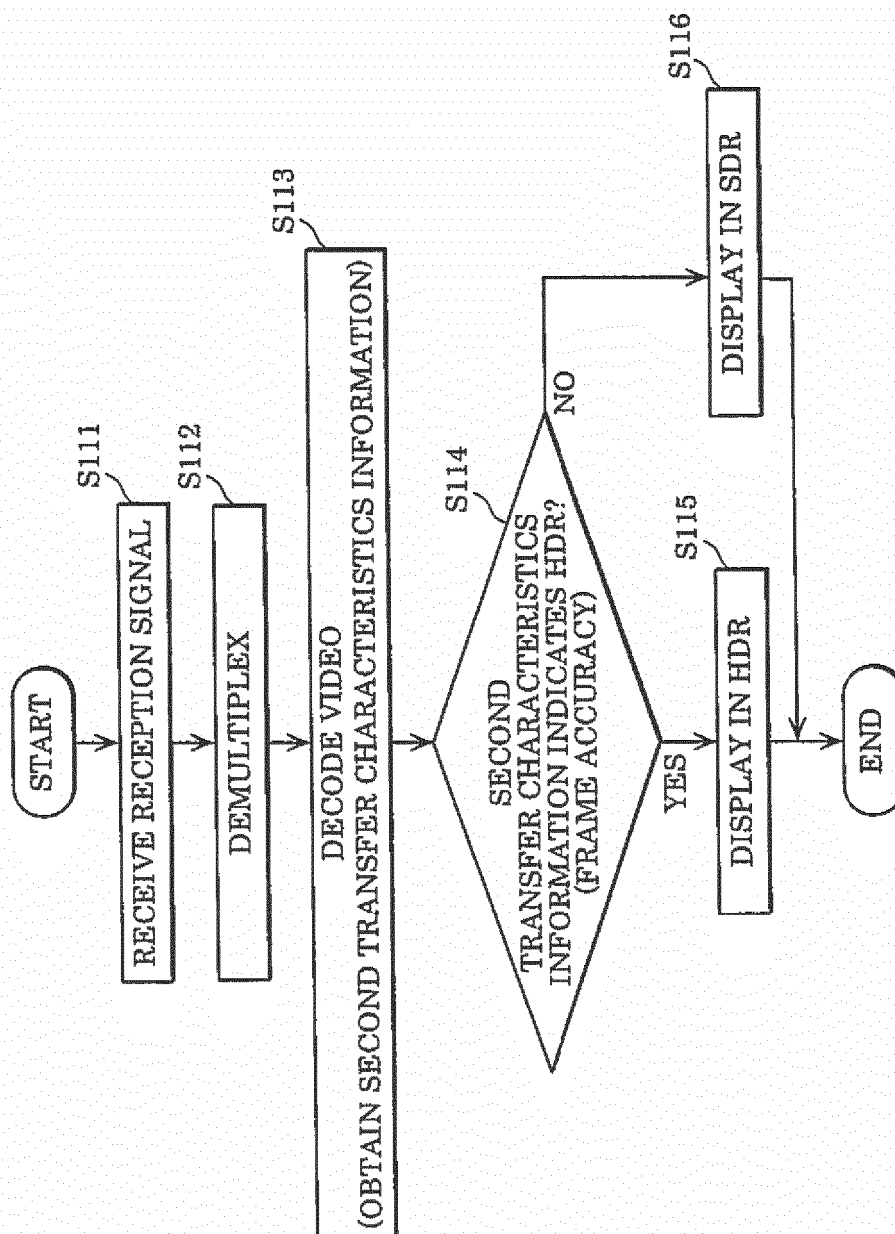 START
S111
RECEIVE RECEPTION SIGNAL
S112
DEMULTIPLEX
S113
DECODE VIDEO
(OBTAIN SECOND TRANSFER CHARACTERISTICS INFORMATION)
S114
SECOND
TRANSFER CHARACTERISTICS
INFORMATION INDICATES HDR?
(FRAME ACCURACY)
NO
YES
S115
DISPLAY IN HDR
S116
DISPLAY IN SDR
END